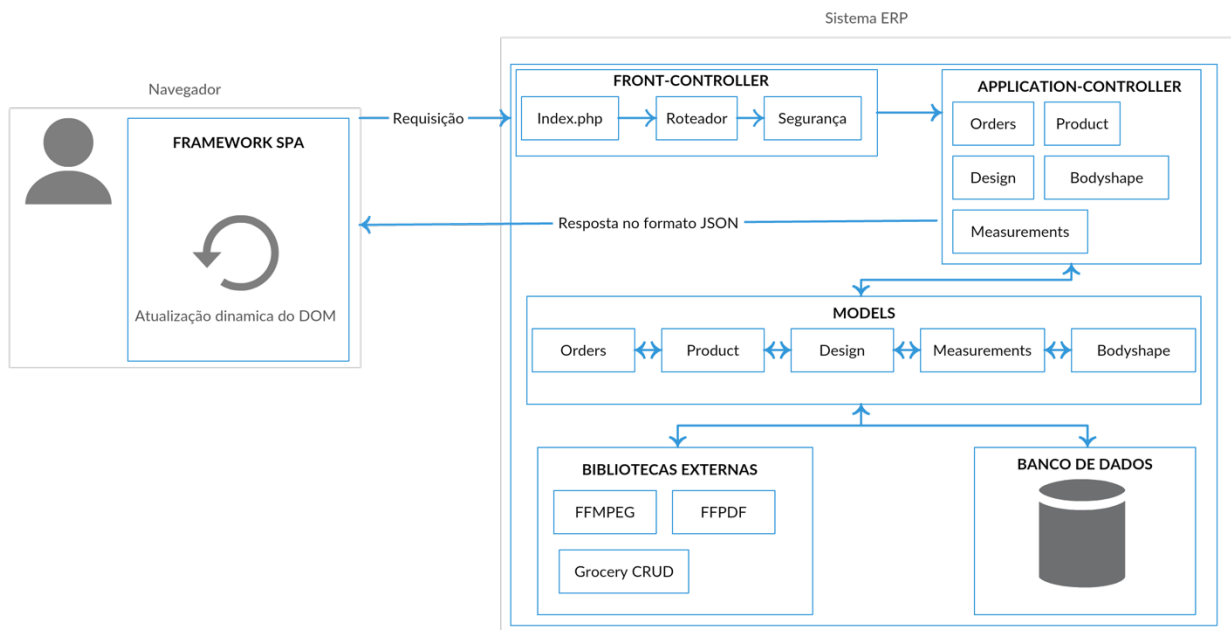 Sistema ERP
Navegador
FRAMEWORK SPA
Atualização dinamica do DOM
Requisição
FRONT-CONTROLLER
Index.php
Roteador
Segurança
APPLICATION-CONTROLLER
Orders
Product
Design
Bodyshape
Measurements
Resposta no formato JSON
MODELS
Orders
Product
Design
Measurements
Bodyshape
BIBLIOTECAS EXTERNAS
FFMPEG
FFPDF
Grocery CRUD
BANCO DE DADOS